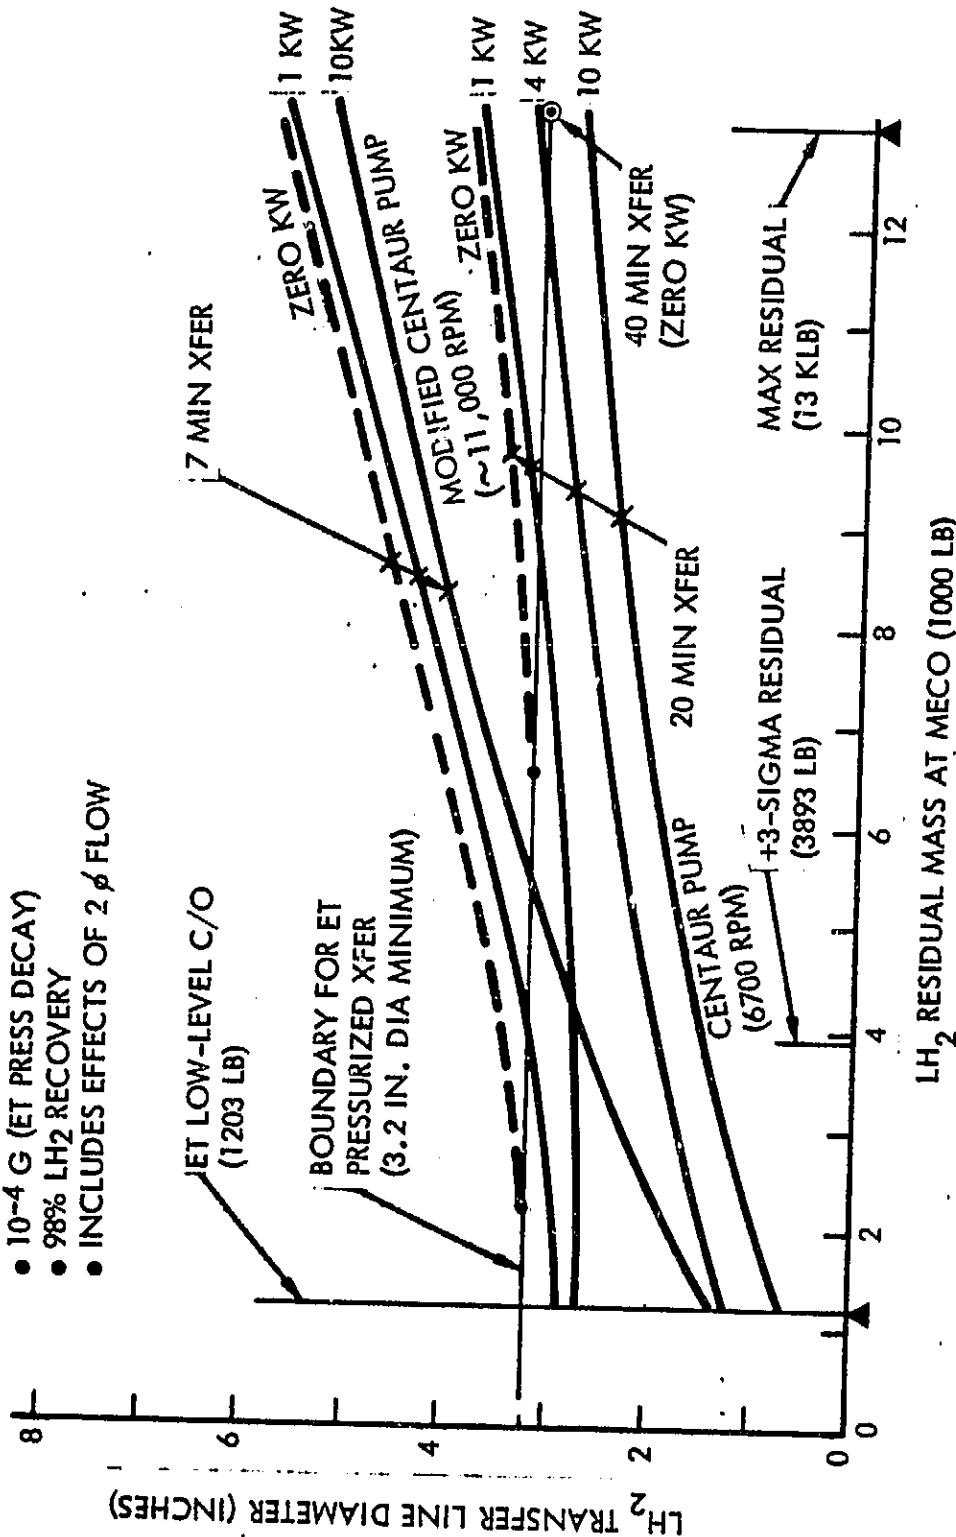 • 10-4 G (ET PRESS DECAY)
• 98% LH2 RECOVERY
• INCLUDES EFFECTS OF 2 ϕ FLOW
ET LOW-LEVEL C/O
(1203 LB)
BOUNDARY FOR ET
PRESSURIZED XFER
(3.2 IN. DIA MINIMUM)
7 MIN XFER
ZERO KW
1 KW
10KW
MODIFIED CENTAUR PUMP
(~11,000 RPM)
ZERO KW
1 KW
4 KW
10 KW
40 MIN XFER
(ZERO KW)
20 MIN XFER
CENTAUR PUMP
(6700 RPM)
+3-SIGMA RESIDUAL
(3893 LB)
MAX RESIDUAL
(13 KLB)
LH2 TRANSFER LINE DIAMETER (INCHES)
8
6
4
2
0
0
2
4
6
8
10
12
LH2 RESIDUAL MASS AT MECO (1000 LB)